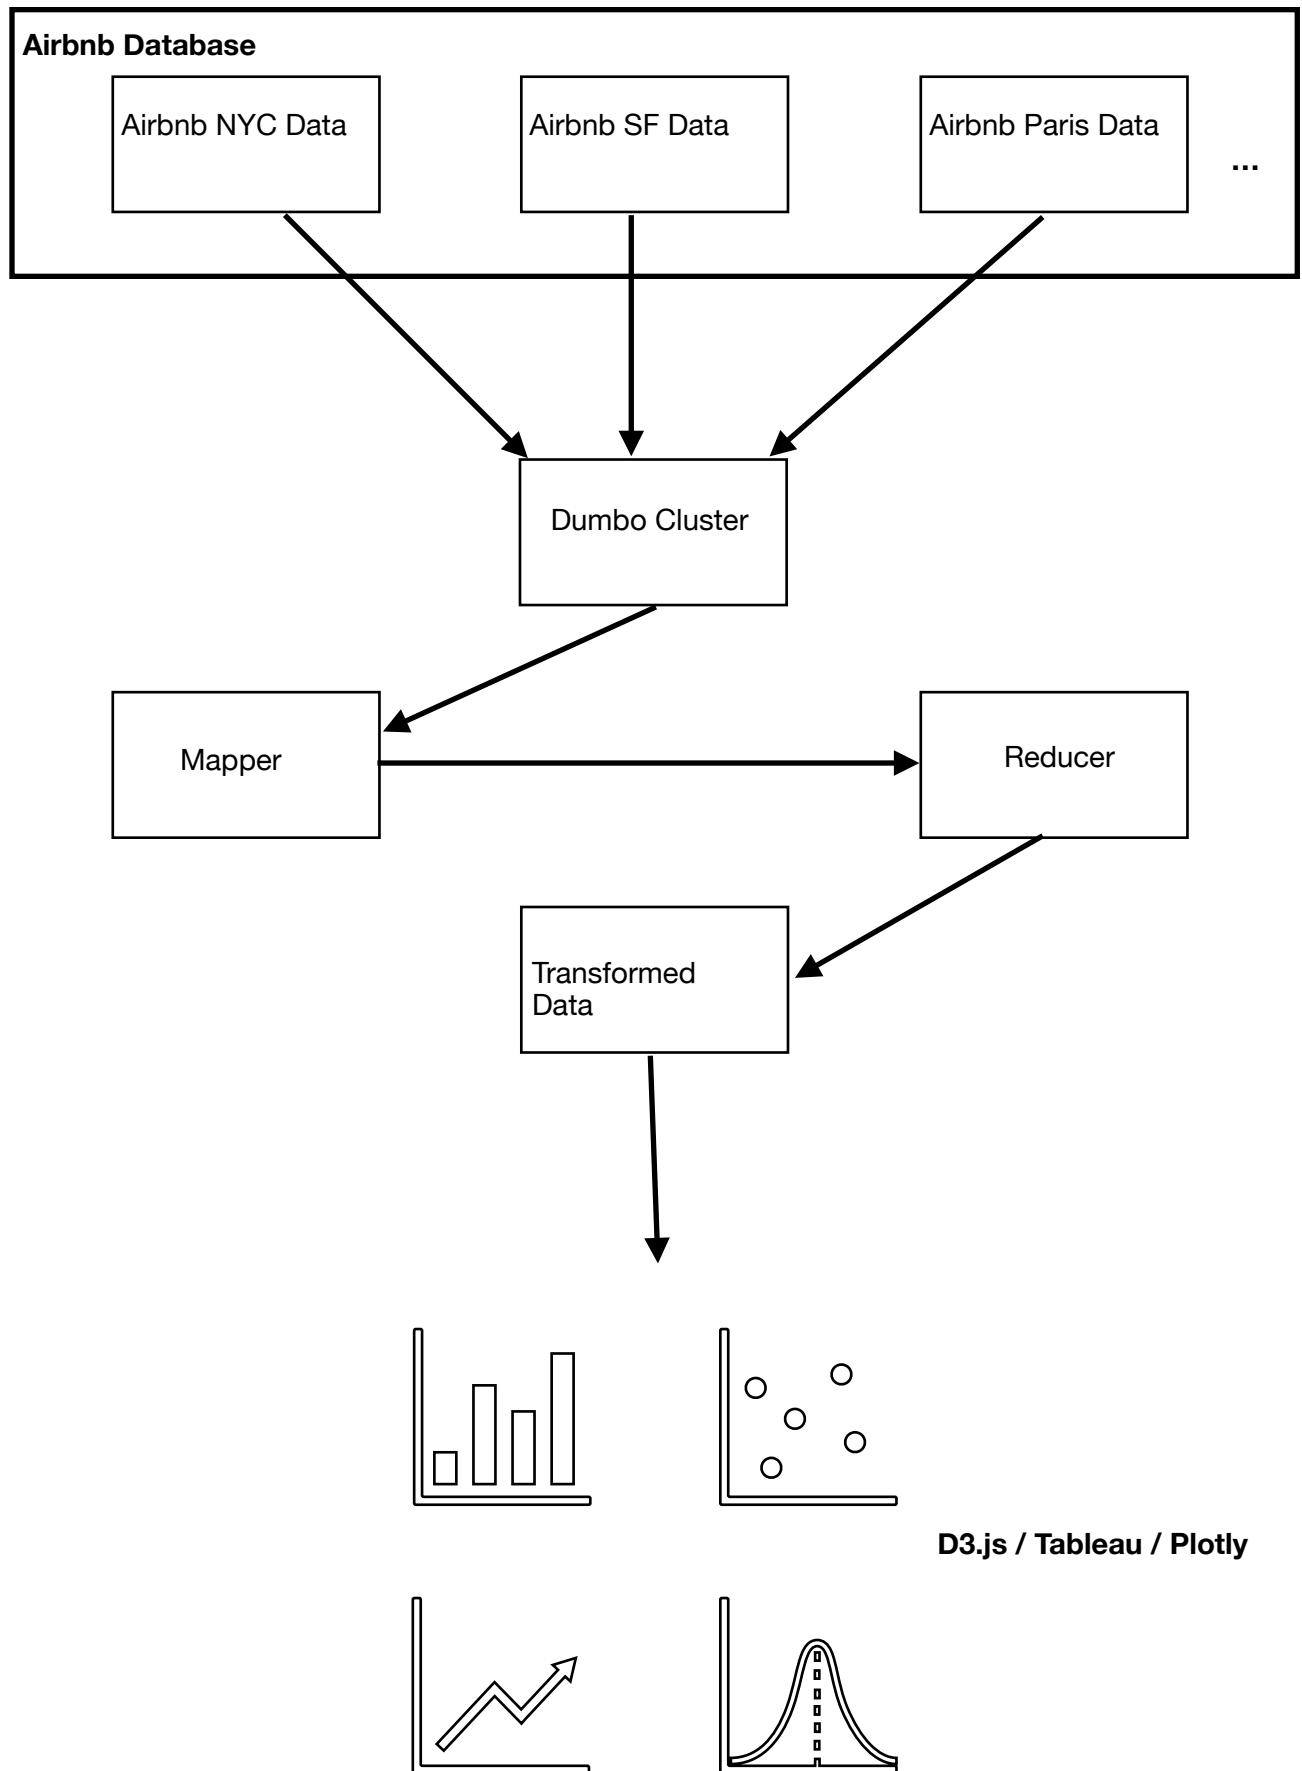 Airbnb Database
Airbnb NYC Data
Airbnb SF Data
Airbnb Paris Data
...
Dumbo Cluster
Mapper
Reducer
Transformed
Data
D3.js / Tableau / Plotly